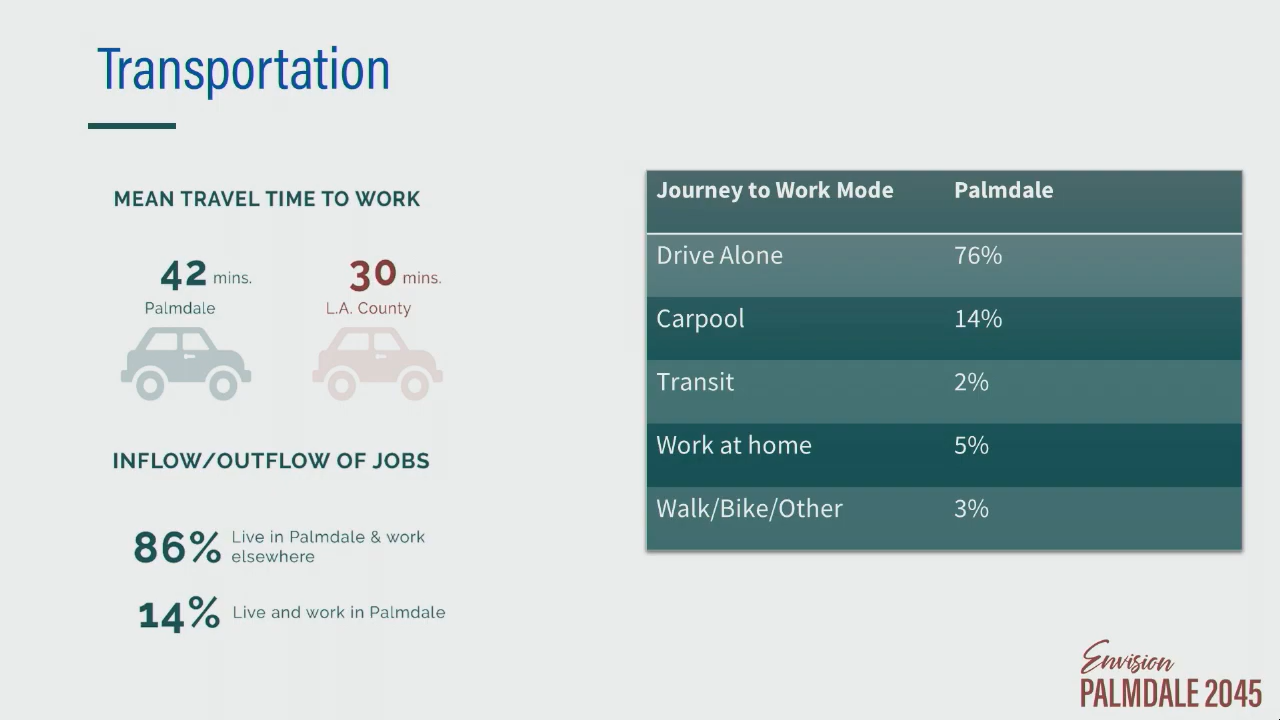 Transportation
MEAN TRAVEL TIME TO WORK
42 mins.
Palmdale
30 mins.
L.A. County
INFLOW/OUTFLOW OF JOBS
86% Live in Palmdale & work
elsewhere
14% Live and work in Palmdale
Journey to Work Mode Palmdale
Drive Alone 76%
Carpool 14%
Transit 2%
Work at home 5%
Walk/Bike/Other 3%
Envision
PALMDALE 2045